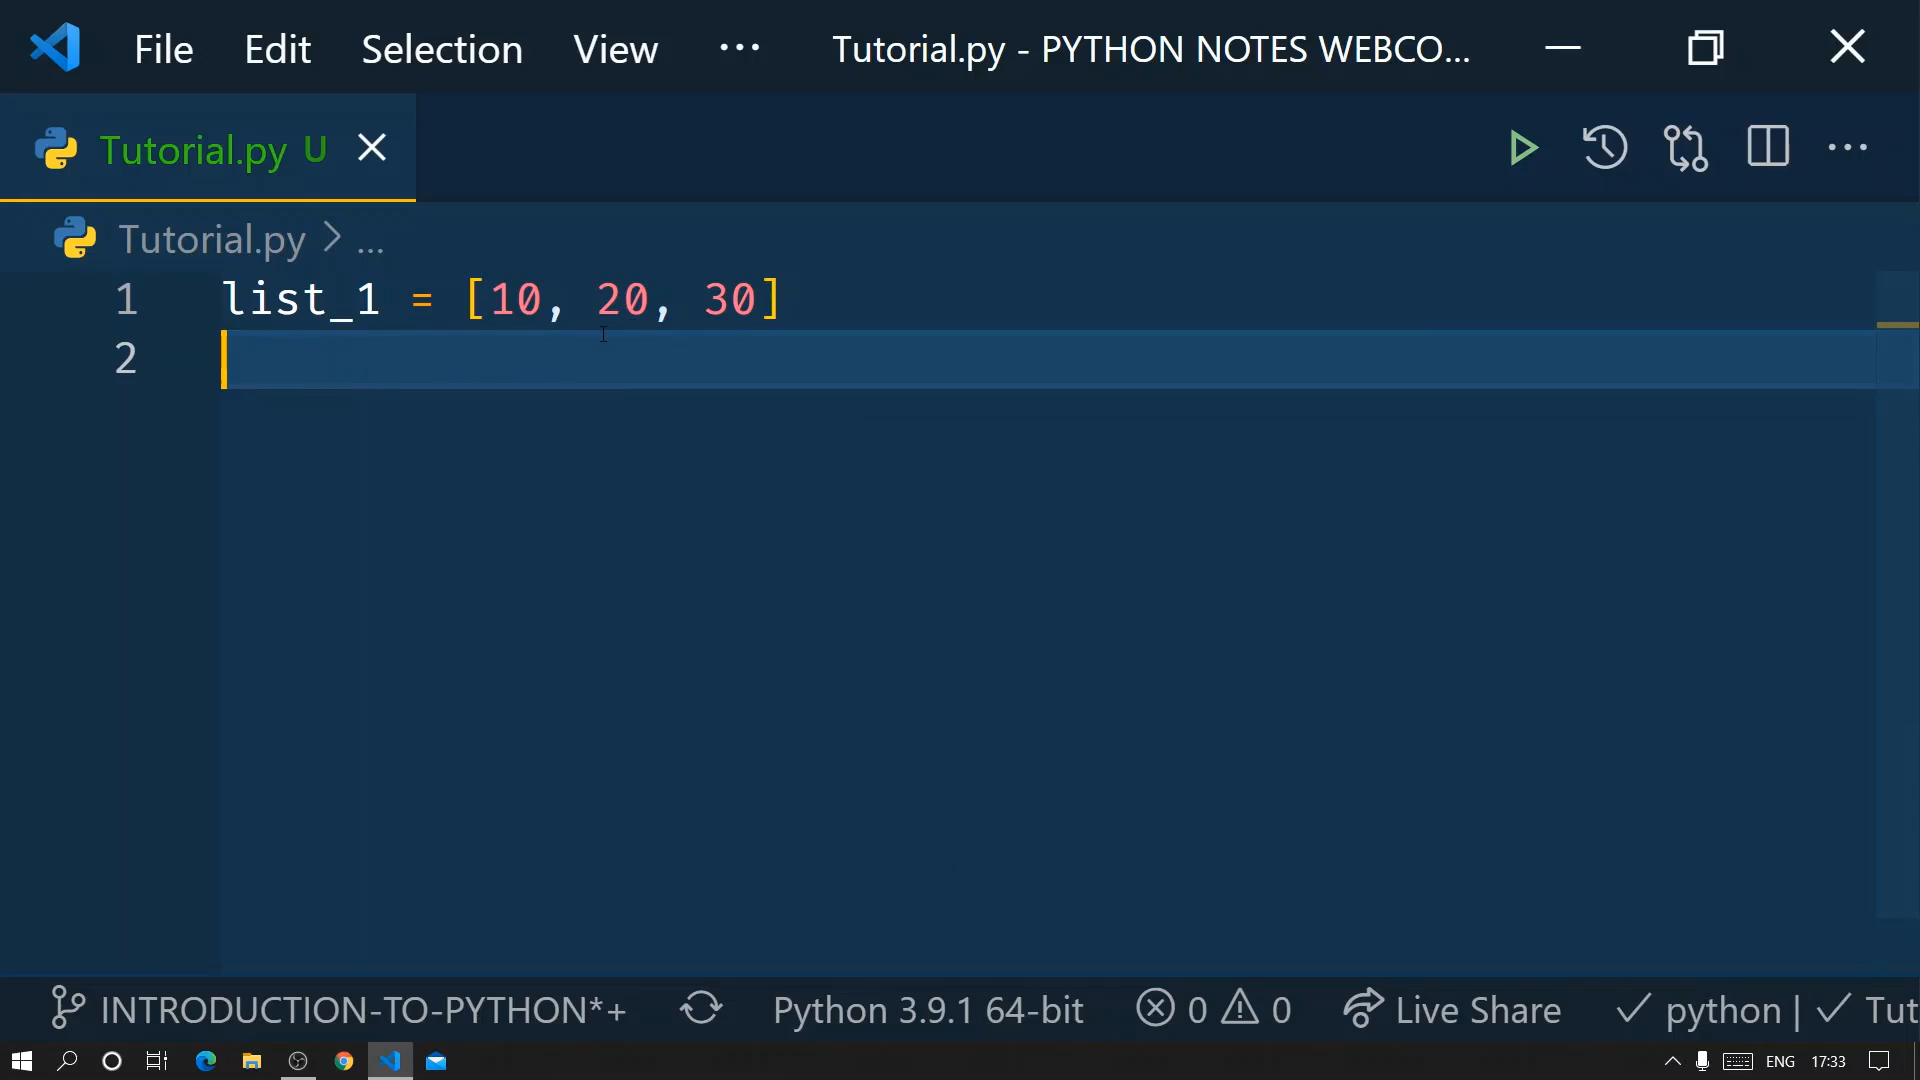 File Edit Selection View ··· Tutorial.py - PYTHON NOTES WEBCO...
Tutorial.py U
Tutorial.py > ...
1 list_1 = [10, 20, 30]
2
INTRODUCTION-TO-PYTHON*+ Python 3.9.1 64-bit 0 0 Live Share python | Tut
ENG 17:33